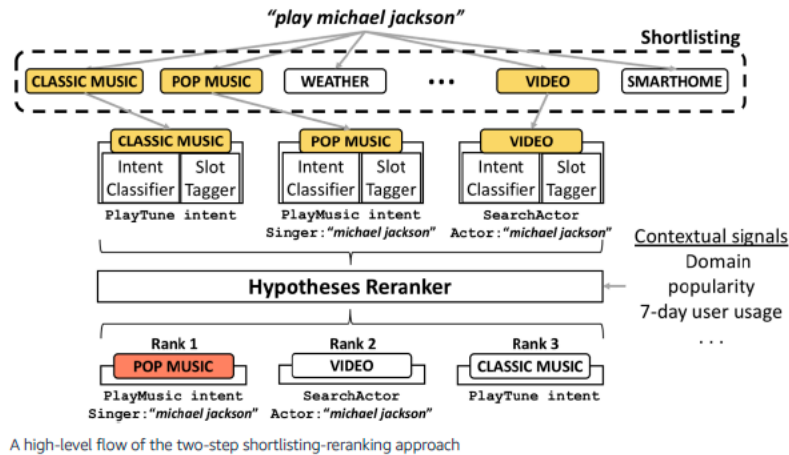 “play michael jackson”
Shortlisting
CLASSIC MUSIC POP MUSIC WEATHER ••• VIDEO SMARTHOME
CLASSIC MUSIC POP MUSIC VIDEO
Intent Classifier Slot Tagger Intent Classifier Slot Tagger Intent Classifier Slot Tagger
PlayTune intent PlayMusic intent SearchActor
Singer:“michael jackson” Actor:“michael jackson”
Contextual signals
Domain
popularity
7-day user usage
. . .
Hypotheses Reranker
Rank 1 Rank 2 Rank 3
POP MUSIC VIDEO CLASSIC MUSIC
PlayMusic intent SearchActor PlayTune intent
Singer:“michael jackson” Actor:“michael jackson”
A high-level flow of the two-step shortlisting-reranking approach